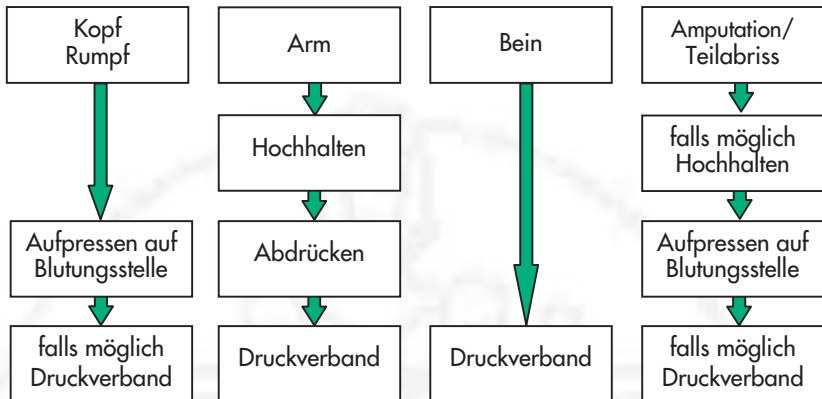 Kopf
Rumpf
Arm
Bein
Amputation/
Teilabriss
Hochhalten
falls möglich
Hochhalten
Aufpressen auf
Blutungsstelle
Abdrücken
Aufpressen auf
Blutungsstelle
falls möglich
Druckverband
Druckverband
Druckverband
falls möglich
Druckverband